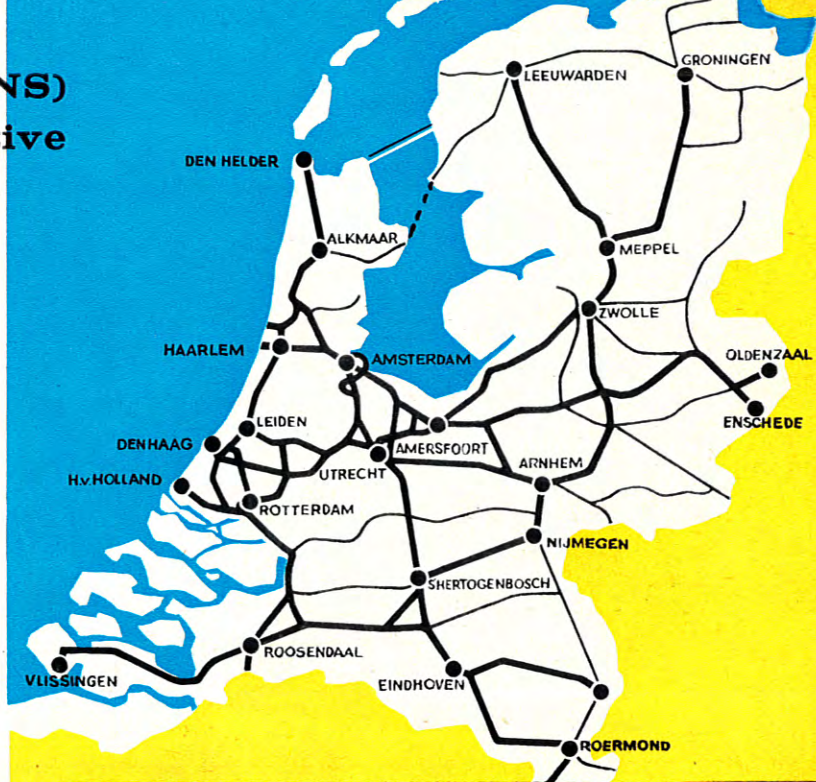 NS)
ive
LEEUWARDEN
GRONINGEN
DEN HELDER
ALKMAAR
MEPPEL
ZWOLLE
HAARLEM
AMSTERDAM
OLDENZAAL
LEIDEN
ENSCHEDE
DENHAAG
AMERSFOORT
UTRECHT
ARNHEM
H.v.HOLLAND
ROTTERDAM
NIJMEGEN
SHERTOGENBOSCH
ROOSENDAAL
VLISSINGEN
EINDHOVEN
ROERMOND